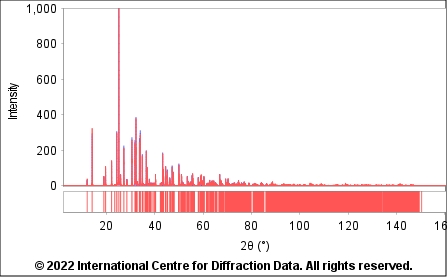 1,000
800
600
400
200
0
Intensity
20 40 60 80 100 120 140 16
2θ (°)
© 2022 International Centre for Diffraction Data. All rights reserved.